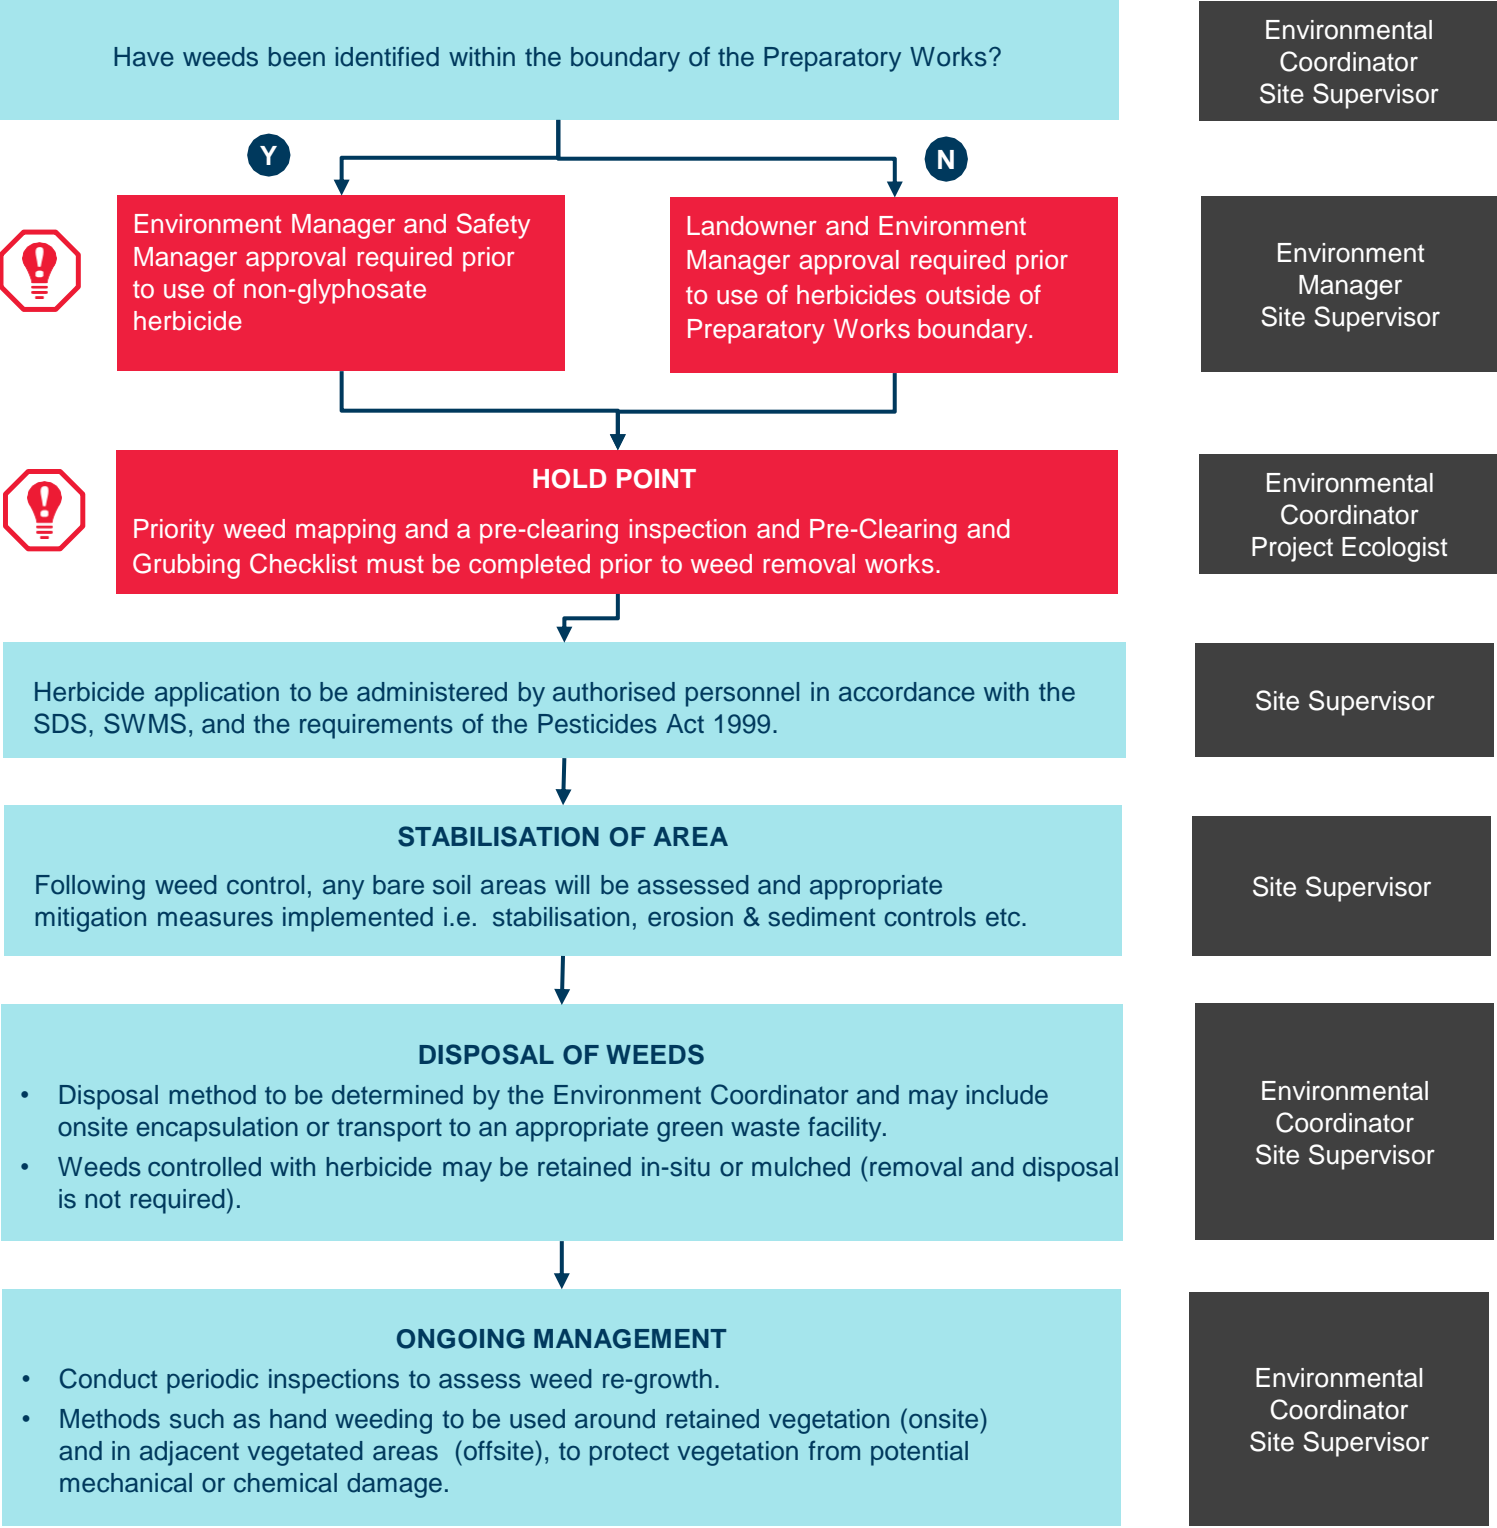 Have weeds been identified within the boundary of the Preparatory Works?
Environmental
Coordinator
Site Supervisor
Y
N
Environment Manager and Safety
Manager approval required prior
to use of non-glyphosate
herbicide
Landowner and Environment
Manager approval required prior
to use of herbicides outside of
Preparatory Works boundary.
Environment
Manager
Site Supervisor
HOLD POINT
Priority weed mapping and a pre-clearing inspection and Pre-Clearing and
Grubbing Checklist must be completed prior to weed removal works.
Environmental
Coordinator
Project Ecologist
Herbicide application to be administered by authorised personnel in accordance with the
SDS, SWMS, and the requirements of the Pesticides Act 1999.
Site Supervisor
STABILISATION OF AREA
Following weed control, any bare soil areas will be assessed and appropriate
mitigation measures implemented i.e. stabilisation, erosion & sediment controls etc.
Site Supervisor
DISPOSAL OF WEEDS
• Disposal method to be determined by the Environment Coordinator and may include
onsite encapsulation or transport to an appropriate green waste facility.
• Weeds controlled with herbicide may be retained in-situ or mulched (removal and disposal
is not required).
Environmental
Coordinator
Site Supervisor
ONGOING MANAGEMENT
• Conduct periodic inspections to assess weed re-growth.
• Methods such as hand weeding to be used around retained vegetation (onsite)
and in adjacent vegetated areas (offsite), to protect vegetation from potential
mechanical or chemical damage.
Environmental
Coordinator
Site Supervisor